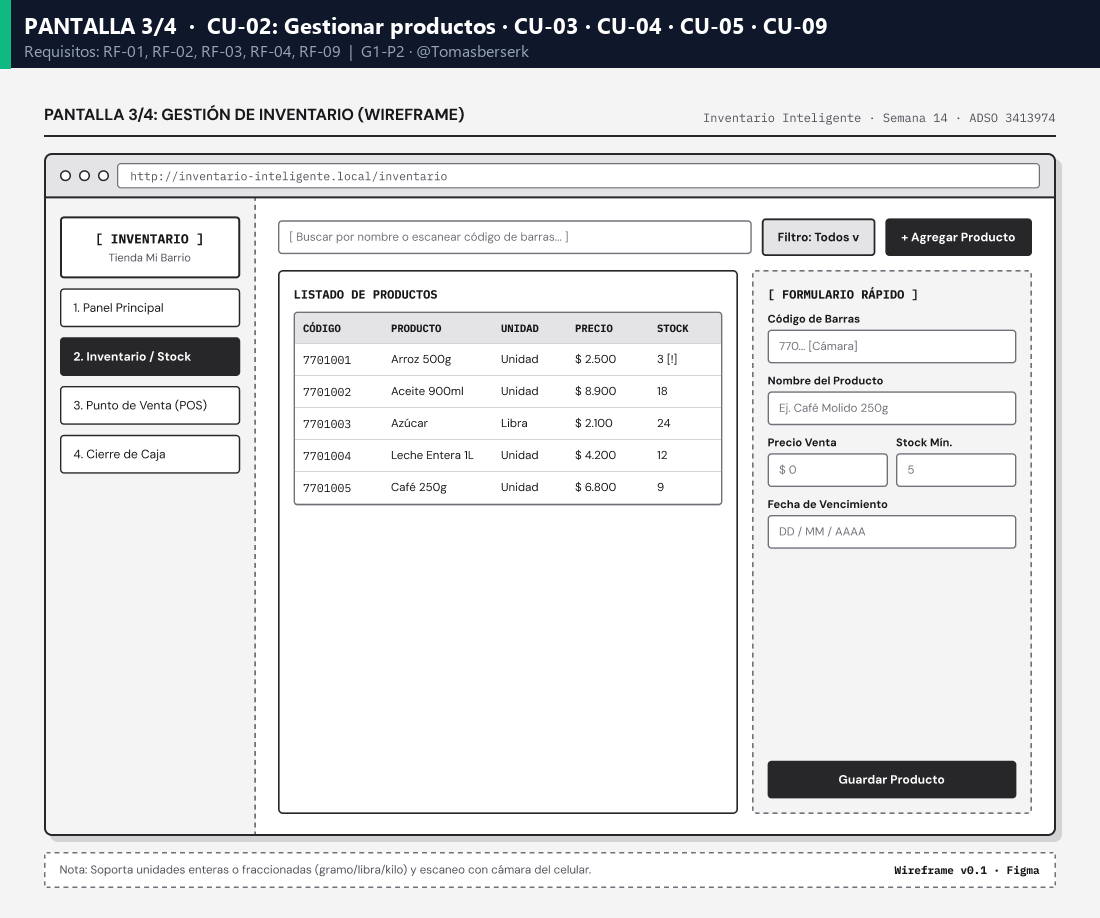 PANTALLA 3/4 · CU-02: Gestionar productos · CU-03 · CU-04 · CU-05 · CU-09
Requisitos: RF-01, RF-02, RF-03, RF-04, RF-09 | G1-P2 · @Tomasberserk
PANTALLA 3/4: GESTIÓN DE INVENTARIO (WIREFRAME)
Inventario Inteligente · Semana 14 · ADSO 3413974
http://inventario-inteligente.local/inventario
[ INVENTARIO ]
Tienda Mi Barrio
1. Panel Principal
2. Inventario / Stock
3. Punto de Venta (POS)
4. Cierre de Caja
[ Buscar por nombre o escanear código de barras... ]
Filtro: Todos v
+ Agregar Producto
LISTADO DE PRODUCTOS
CÓDIGO PRODUCTO UNIDAD PRECIO STOCK
7701001 Arroz 500g Unidad $ 2.500 3 [!]
7701002 Aceite 900ml Unidad $ 8.900 18
7701003 Azúcar Libra $ 2.100 24
7701004 Leche Entera 1L Unidad $ 4.200 12
7701005 Café 250g Unidad $ 6.800 9
[ FORMULARIO RÁPIDO ]
Código de Barras
770... [Cámara]
Nombre del Producto
Ej. Café Molido 250g
Precio Venta Stock Mín.
$ 0 5
Fecha de Vencimiento
DD / MM / AAAA
Guardar Producto
Nota: Soporta unidades enteras o fraccionadas (gramo/libra/kilo) y escaneo con cámara del celular.
Wireframe v0.1 · Figma